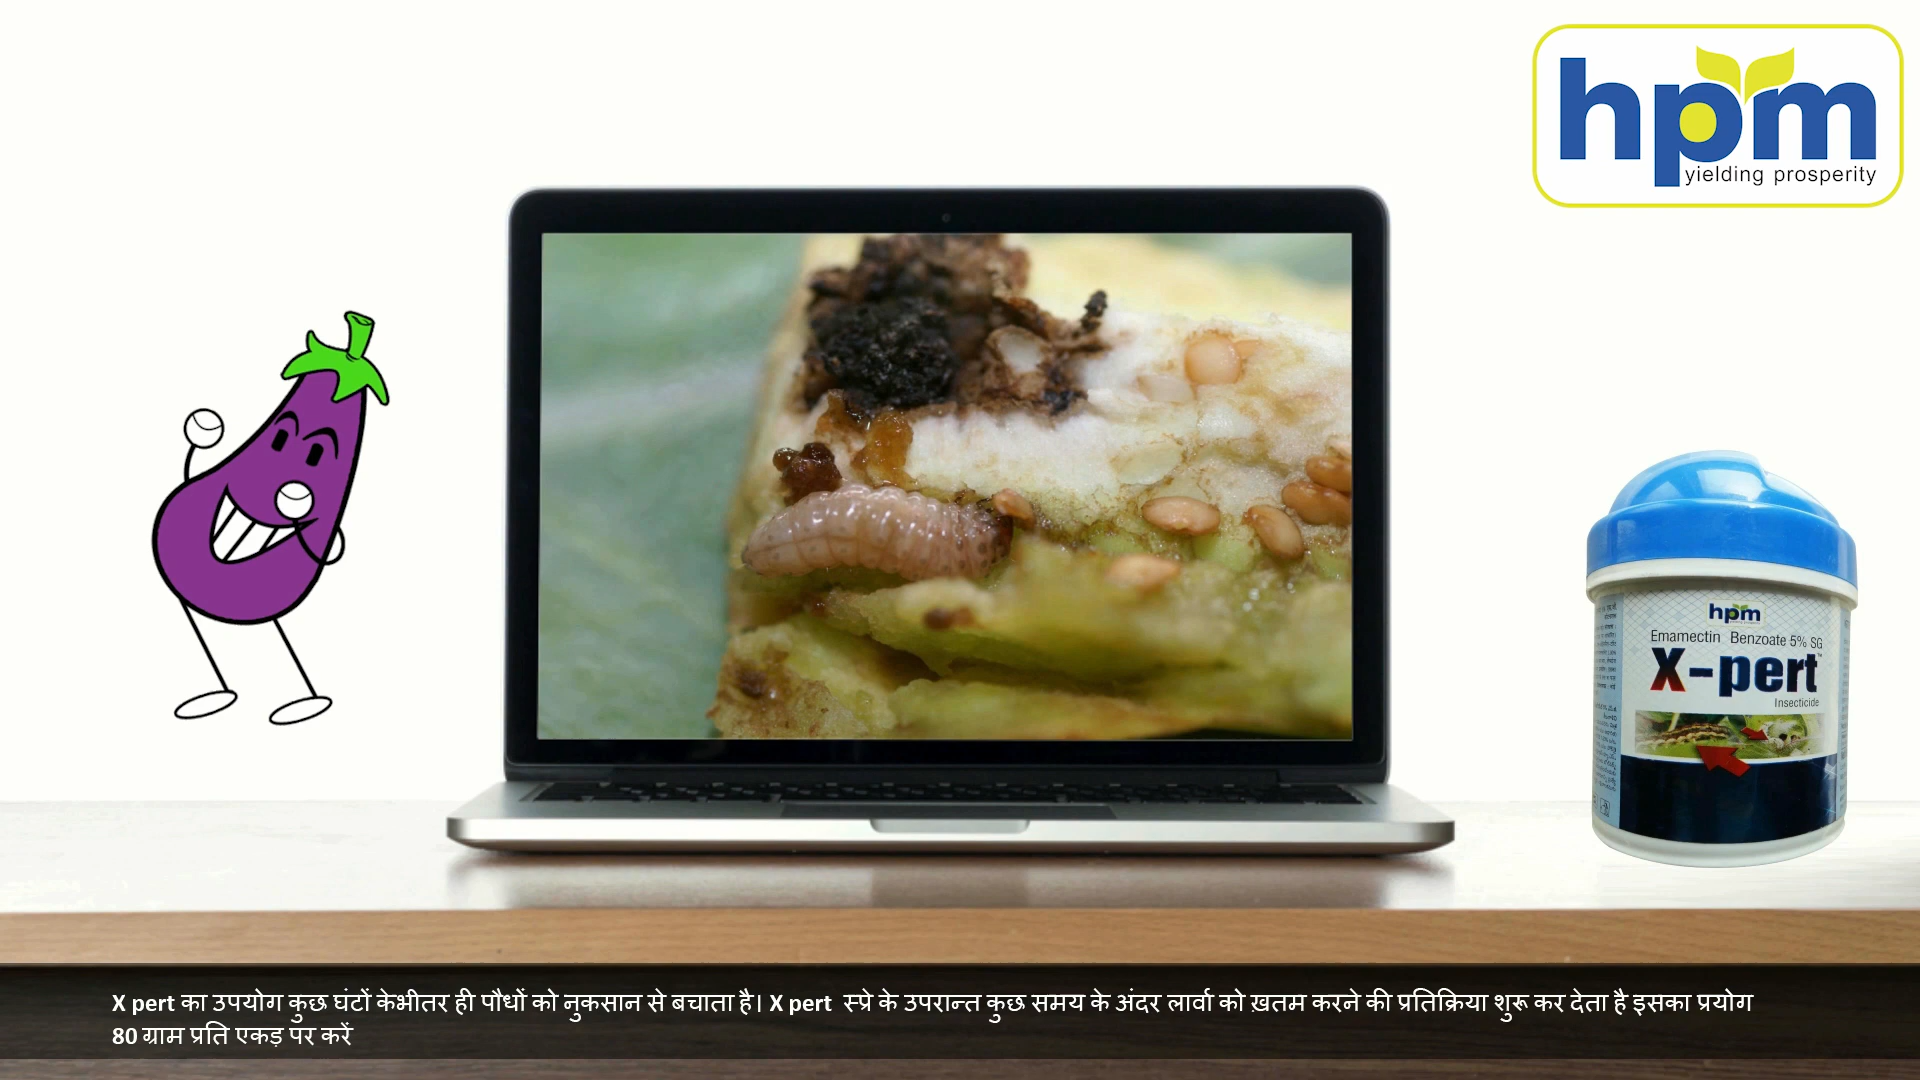 hpm
yielding prosperity
hpm
Emamectin Benzoate 5% SG
X-pert
Insecticide
X pert का उपयोग कुछ घंटों केभीतर ही पौधों को नुकसान से बचाता है। X pert स्प्रे के उपरान्त कुछ समय के अंदर लार्वा को ख़तम करने की प्रतिक्रिया शुरू कर देता है इसका प्रयोग
80 ग्राम प्रति एकड़ पर करें